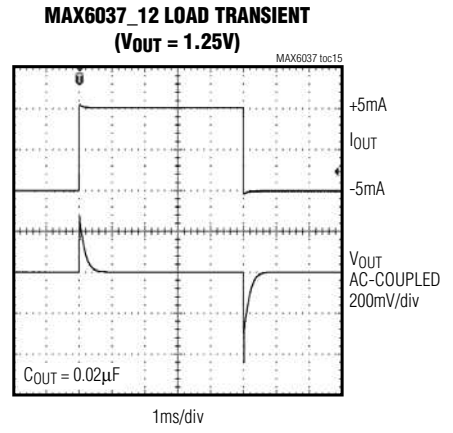 MAX6037_12 LOAD TRANSIENT
(VOUT = 1.25V)
MAX6037 toc15
+5mA
IOUT
-5mA
VOUT
AC-COUPLED
200mV/div
COUT = 0.02µF
1ms/div